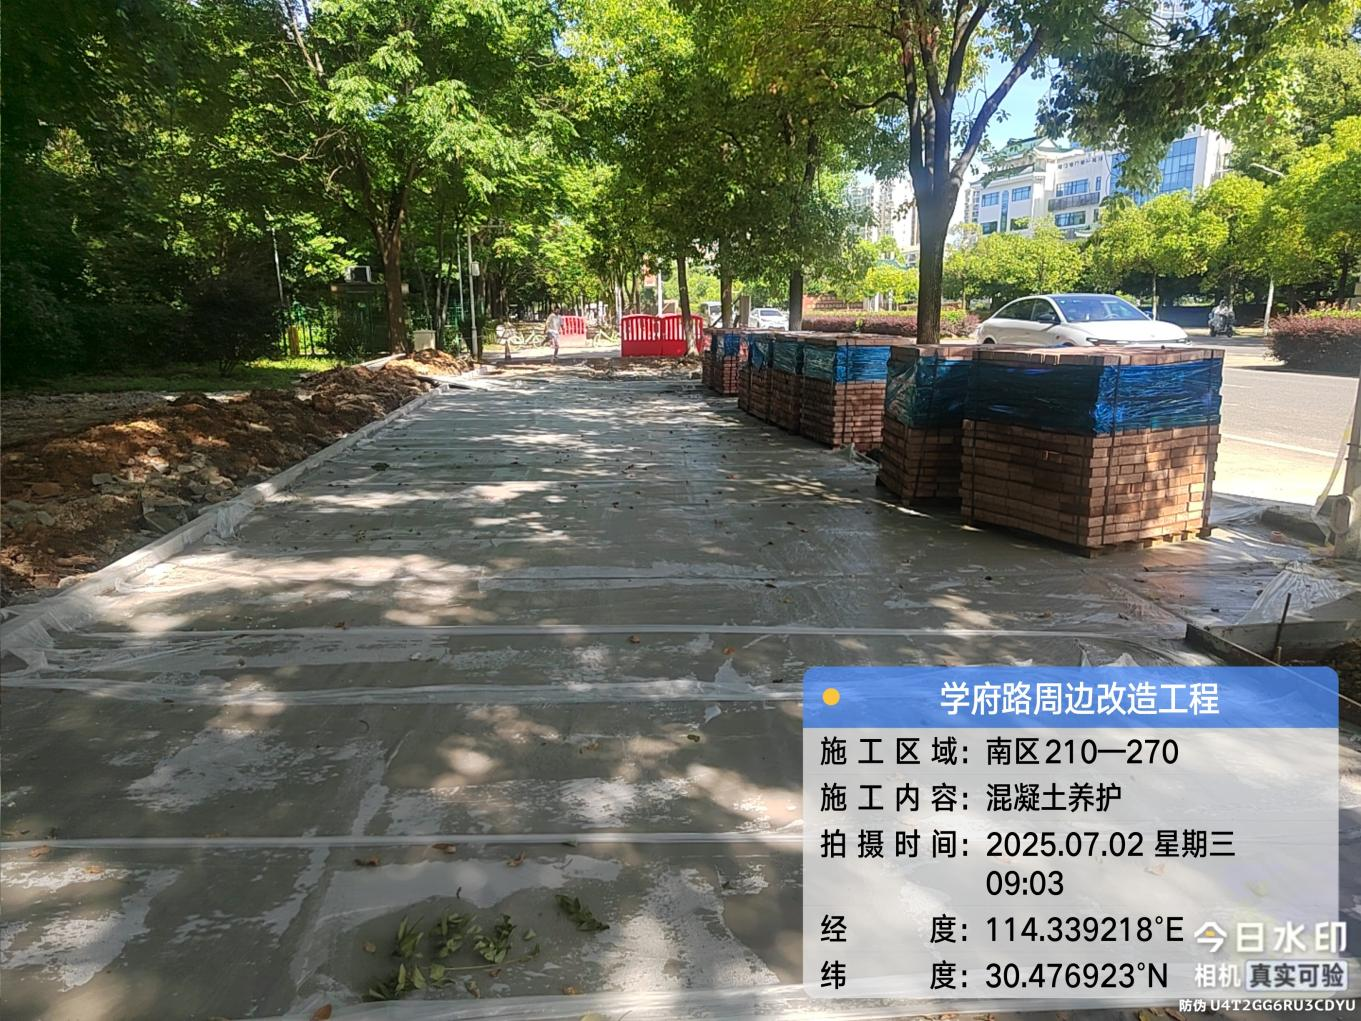 学府路周边改造工程
施工区域：南区210—270
施工内容：混凝土养护
拍摄时间：2025.07.02 星期三
09:03
经度：114.339218°E
纬度：30.476923°N
今日水印
相机 真实可验
防伪 U4T2GG6RU3CDYU